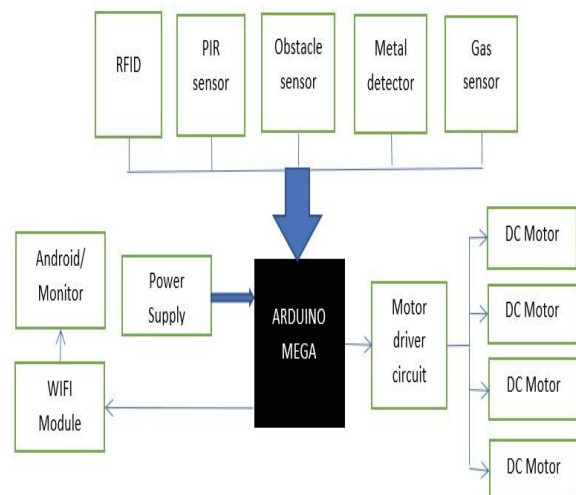 RFID
PIR
sensor
Obstacle
sensor
Metal
detector
Gas
sensor
Android/
Monitor
Power
Supply
ARDUINO
MEGA
Motor
driver
circuit
DC Motor
DC Motor
DC Motor
DC Motor
WIFI
Module